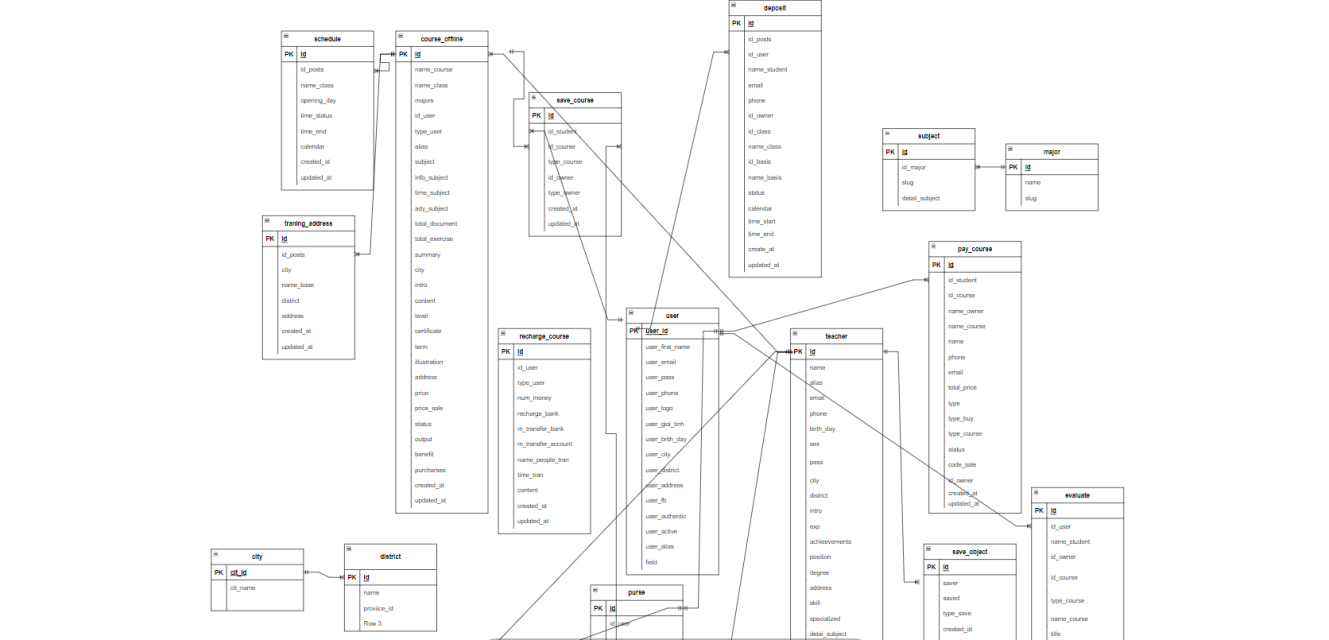 deposit
PK id
id_posts
id_user
name_student
email
phone
id_owner
id_class
name_class
id_basis
name_basis
status
calendar
time_start
time_end
create_at
updated_at
schedule
PK id
id_posts
name_class
opening_day
time_status
time_end
calendar
created_at
updated_at
course_offline
PK id
name_course
name_class
majors
id_user
type_user
alias
subject
info_subject
time_subject
ady_subject
total_document
total_exercise
summary
city
intro
content
level
certificate
term
illustration
address
price
price_sale
status
output
benefit
purcharses
created_at
updated_at
save_course
PK id
id_student
id_course
type_course
id_owner
type_owner
created_at
updated_at
subject
PK id
id_major
slug
detail_subject
major
PK id
name
slug
traning_address
PK id
id_posts
city
name_base
district
address
created_at
updated_at
pay_course
PK id
id_student
id_course
name_owner
name_course
name
phone
email
total_price
type
type_buy
type_course
status
code_sale
id_owner
created_at
updated_at
user
PK user_id
user_first_name
user_email
user_pass
user_phone
user_logo
user_gioi_tinh
user_brith_day
user_city
user_district
user_address
user_fb
user_authentic
user_active
user_alias
field
recharge_course
PK id
id_user
type_user
num_money
recharge_bank
m_transfer_bank
m_transfer_account
name_people_tran
time_tran
content
created_at
updated_at
teacher
PK id
name
alias
email
phone
birth_day
sex
pass
city
district
intro
exp
achieevements
position
degree
address
skill
specialized
detai_subject
evaluate
PK id
id_user
name_student
id_owner
id_course
type_course
name_course
title
save_object
PK id
saver
saved
type_save
created_at
city
PK cit_id
cit_name
district
PK id
name
proviice_id
Row 3
purse
PK id
id_user